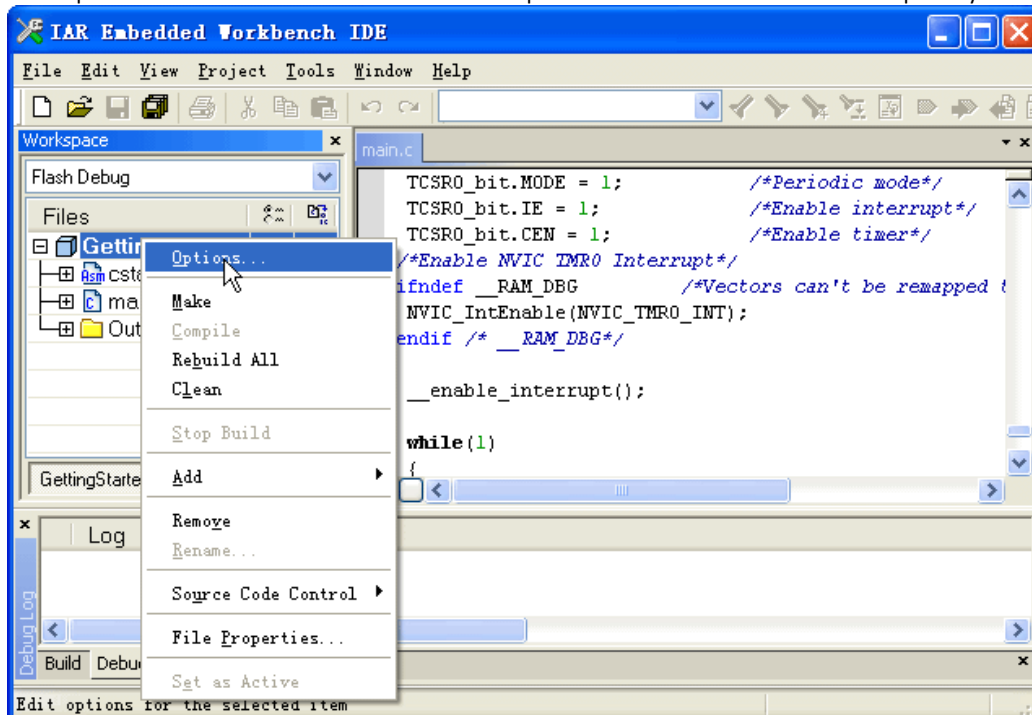 IAR Embedded Workbench IDE
File Edit View Project Tools Window Help
Workspace
main.c
Flash Debug
Files
Options...
Make
Compile
Rebuild All
Clean
Stop Build
Add
Remove
Rename...
Source Code Control
File Properties...
Set as Active
TCSR0_bit.MODE = 1; /*Periodic mode*/
TCSR0_bit.IE = 1; /*Enable interrupt*/
TCSR0_bit.CEN = 1; /*Enable timer*/
/*Enable NVIC TMR0 Interrupt*/
ifndef __RAM_DBG /*Vectors can't be remapped
NVIC_IntEnable(NVIC_TMR0_INT);
endif /* __RAM_DBG*/
__enable_interrupt();
while(1)
{
Log
Debug Log
Build
Edit options for the selected item